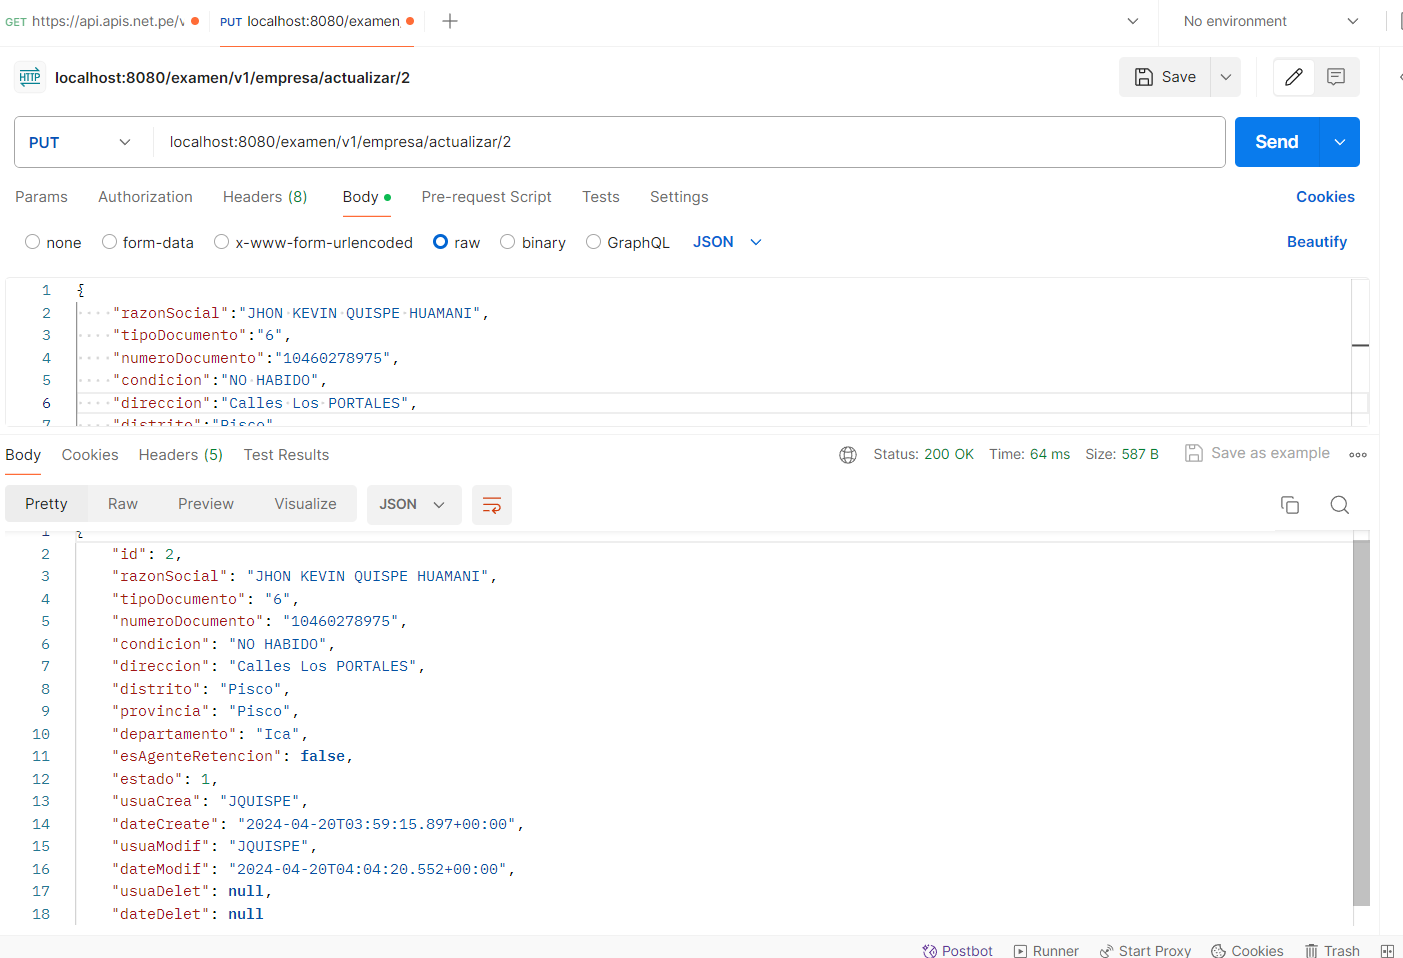 GET https://api.apis.net.pe/v PUT localhost:8080/examen, No environment
HTTP localhost:8080/examen/v1/empresa/actualizar/2 Save
PUT localhost:8080/examen/v1/empresa/actualizar/2 Send
Params Authorization Headers (8) Body Pre-request Script Tests Settings Cookies
none form-data x-www-form-urlencoded raw binary GraphQL JSON Beautify
1 {
2 "razonSocial":"JHON KEVIN QUISPE HUAMANI",
3 "tipoDocumento":"6",
4 "numeroDocumento":"10460278975",
5 "condicion":"NO HABIDO",
6 "direccion":"Calles Los PORTALES",
7 "distrito":"Pisco"
Body Cookies Headers (5) Test Results Status: 200 OK Time: 64 ms Size: 587 B Save as example
Pretty Raw Preview Visualize JSON
1 {
2 "id": 2,
3 "razonSocial": "JHON KEVIN QUISPE HUAMANI",
4 "tipoDocumento": "6",
5 "numeroDocumento": "10460278975",
6 "condicion": "NO HABIDO",
7 "direccion": "Calles Los PORTALES",
8 "distrito": "Pisco",
9 "provincia": "Pisco",
10 "departamento": "Ica",
11 "esAgenteRetencion": false,
12 "estado": 1,
13 "usuaCrea": "JQUISPE",
14 "dateCreate": "2024-04-20T03:59:15.897+00:00",
15 "usuaModif": "JQUISPE",
16 "dateModif": "2024-04-20T04:04:20.552+00:00",
17 "usuaDelet": null,
18 "dateDelet": null
Postbot Runner Start Proxy Cookies Trash